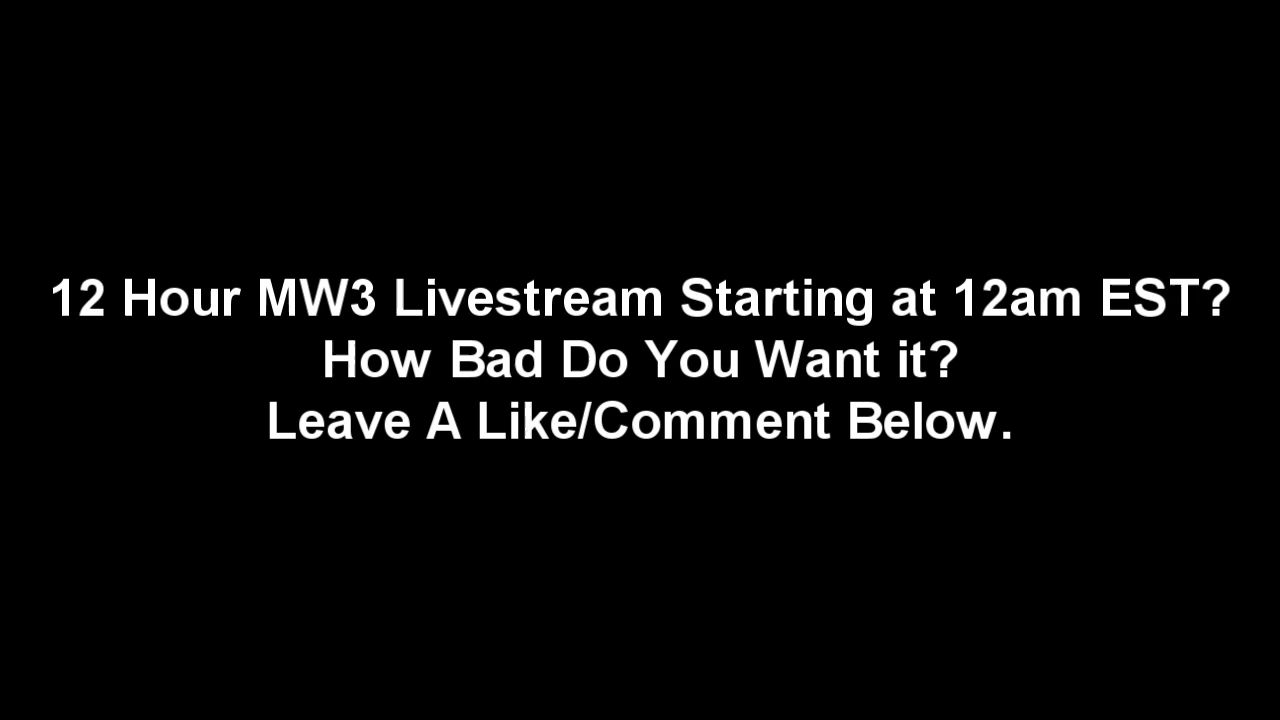 12 Hour MW3 Livestream Starting at 12am EST?
How Bad Do You Want it?
Leave A Like/Comment Below.